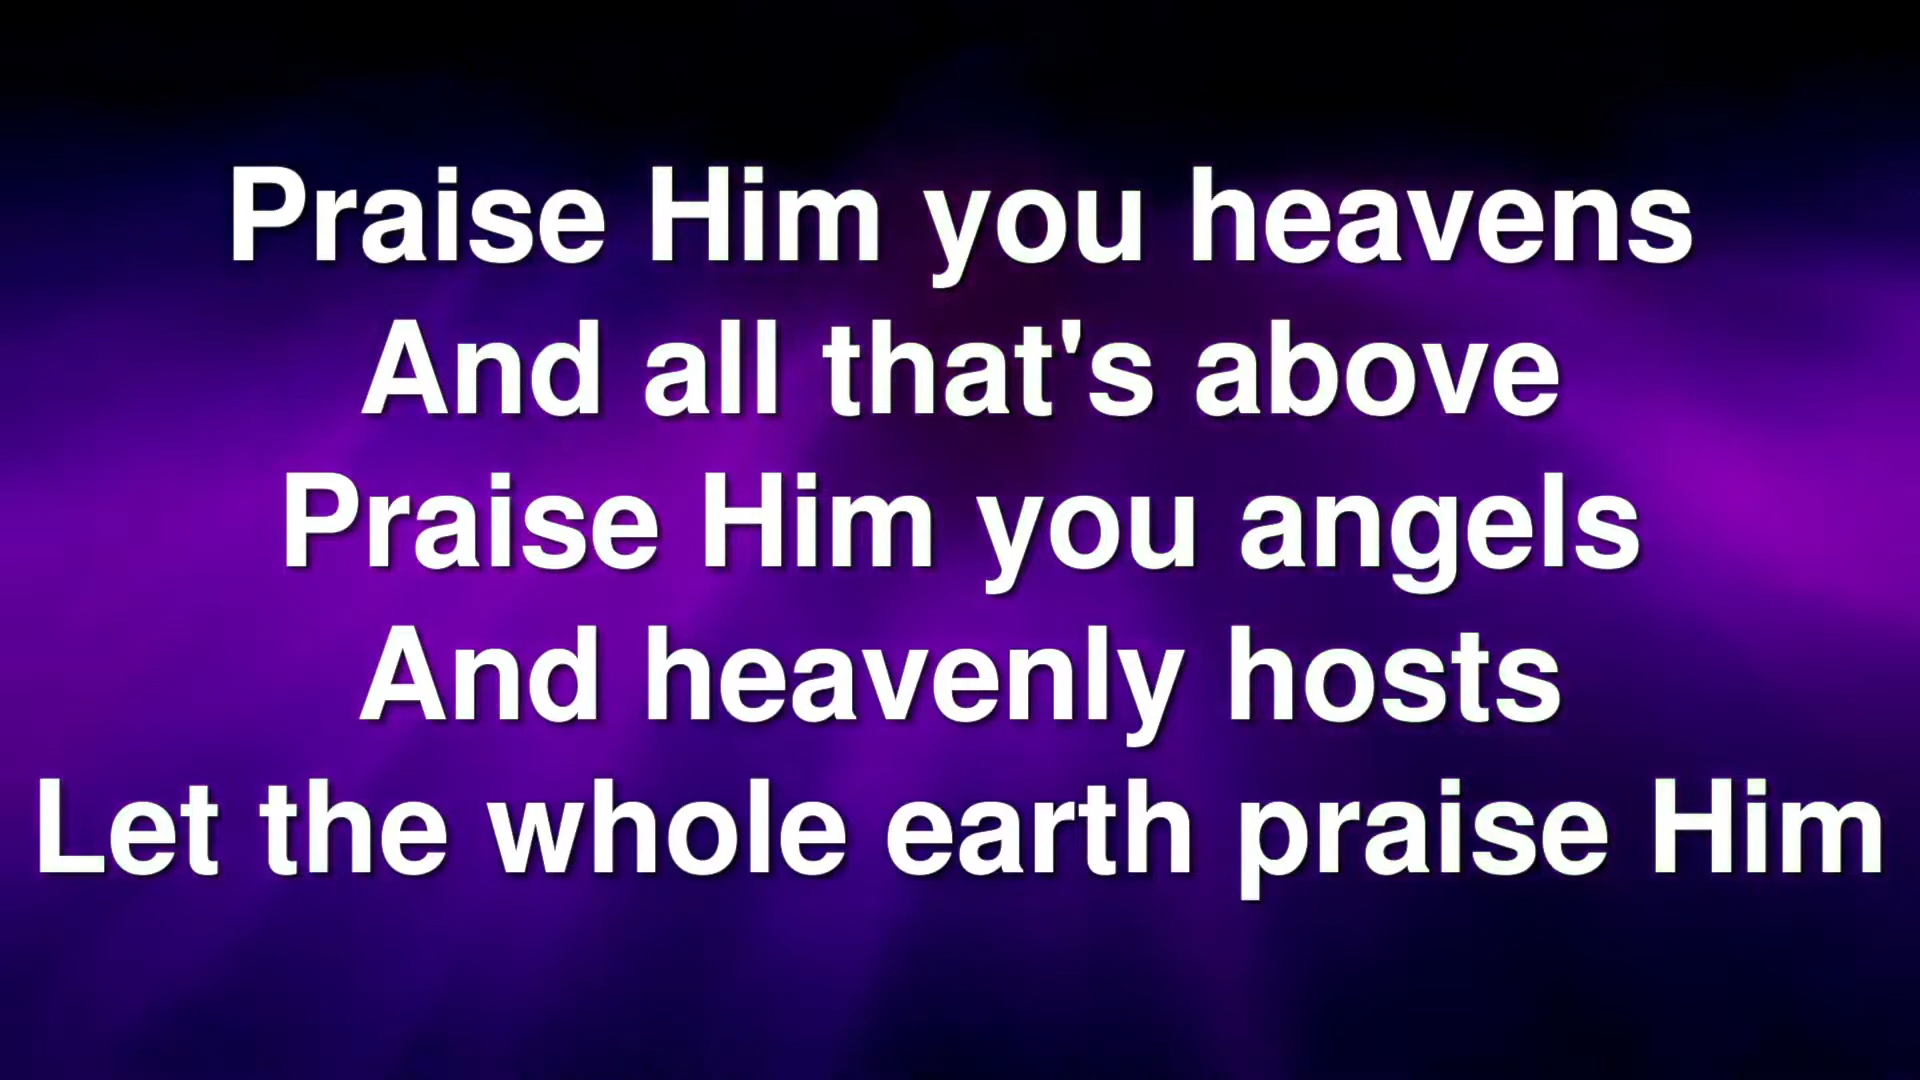 Praise Him you heavens
And all that's above
Praise Him you angels
And heavenly hosts
Let the whole earth praise Him